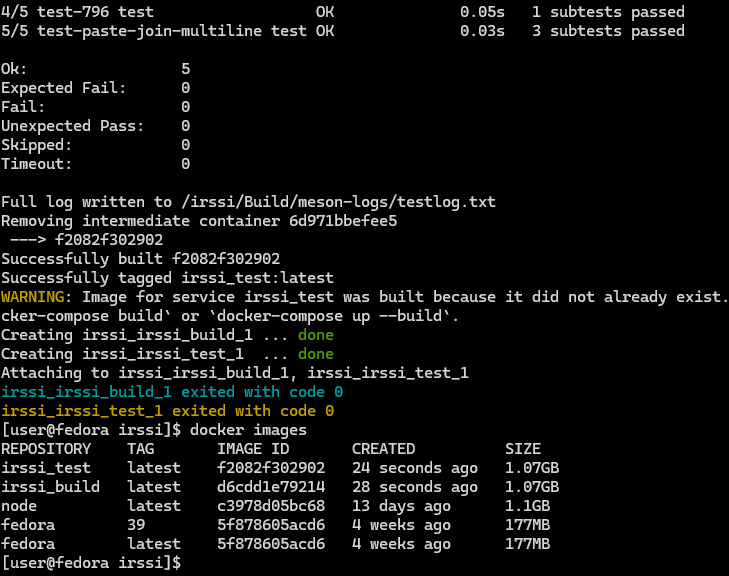 4/5 test-796 test                  OK              0.05s   1 subtests passed
5/5 test-paste-join-multiline test OK              0.03s   3 subtests passed
Ok:                 5
Expected Fail:      0
Fail:               0
Unexpected Pass:    0
Skipped:            0
Timeout:            0
Full log written to /irssi/Build/meson-logs/testlog.txt
Removing intermediate container 6d971bbefee5
 ---> f2082f302902
Successfully built f2082f302902
Successfully tagged irssi_test:latest
WARNING: Image for service irssi_test was built because it did not already exist.
cker-compose build` or `docker-compose up --build`.
Creating irssi_irssi_build_1 ... done
Creating irssi_irssi_test_1  ... done
Attaching to irssi_irssi_build_1, irssi_irssi_test_1
irssi_irssi_build_1 exited with code 0
irssi_irssi_test_1 exited with code 0
[user@fedora irssi]$ docker images
REPOSITORY    TAG       IMAGE ID       CREATED          SIZE
irssi_test    latest    f2082f302902   24 seconds ago   1.07GB
irssi_build   latest    d6cdd1e79214   28 seconds ago   1.07GB
node          latest    c3978d05bc68   13 days ago      1.1GB
fedora        39        5f878605acd6   4 weeks ago      177MB
fedora        latest    5f878605acd6   4 weeks ago      177MB
[user@fedora irssi]$